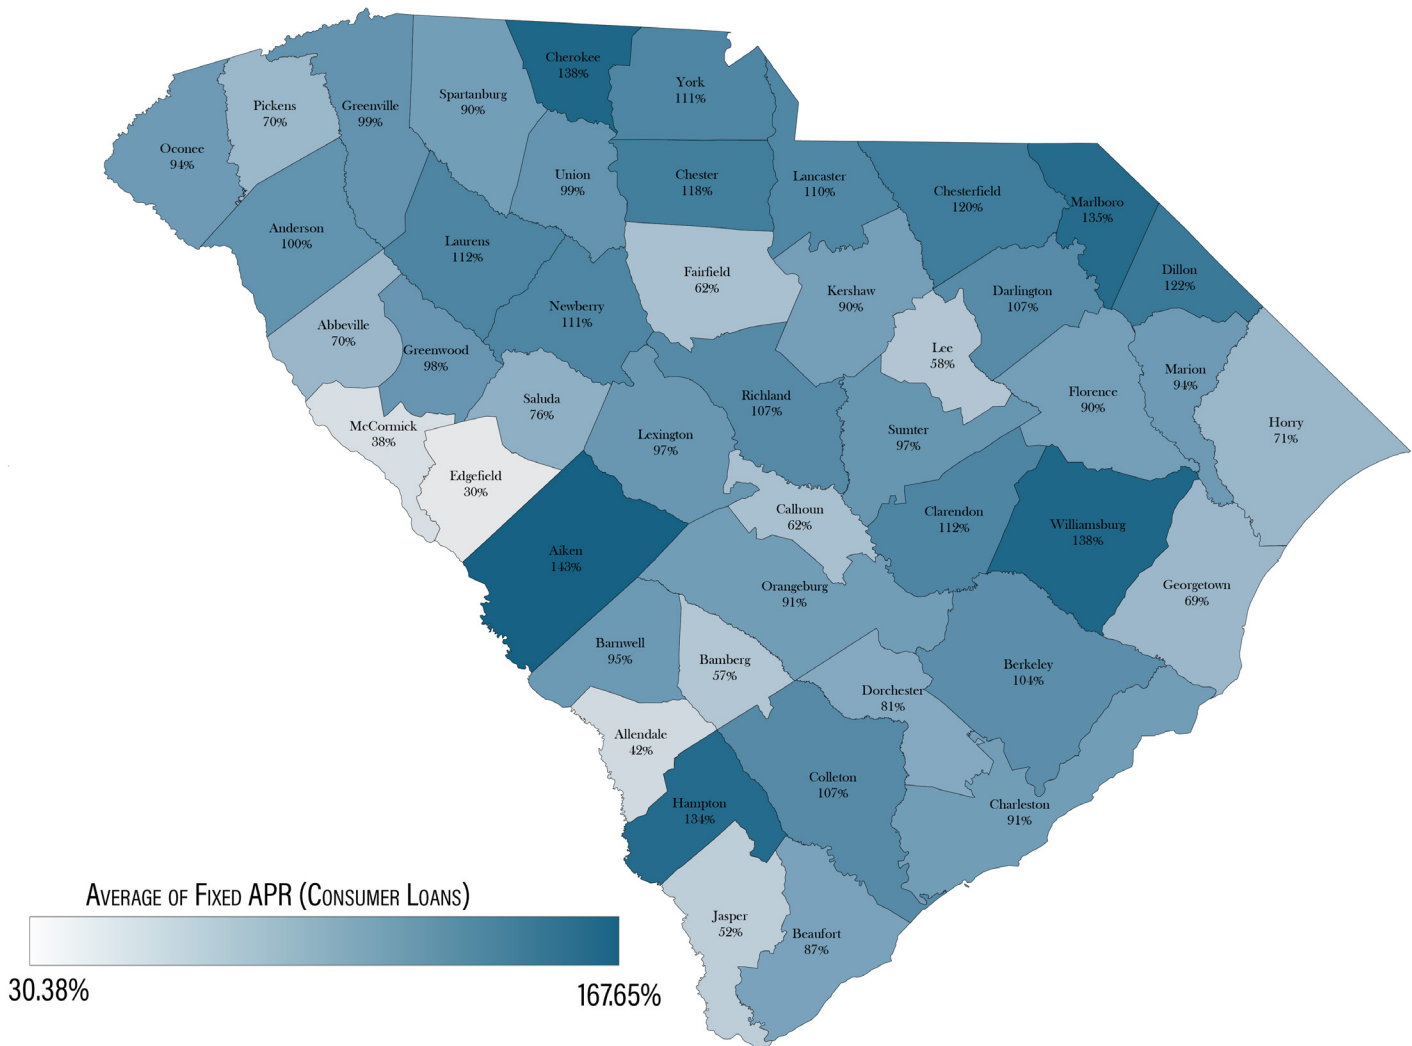 Cherokee
138%
York
111%
Spartanburg
90%
Pickens
70%
Greenville
99%
Oconee
94%
Union
99%
Chester
118%
Lancaster
110%
Chesterfield
120%
Marlboro
135%
Anderson
100%
Laurens
112%
Fairfield
62%
Kershaw
90%
Darlington
107%
Dillon
122%
Newberry
111%
Abbeville
70%
Greenwood
98%
Lee
58%
Marion
94%
Saluda
76%
Richland
107%
Florence
90%
McCormick
38%
Lexington
97%
Sumter
97%
Horry
71%
Edgefield
30%
Calhoun
62%
Clarendon
112%
Williamsburg
138%
Aiken
143%
Orangeburg
91%
Georgetown
69%
Barnwell
95%
Bamberg
57%
Berkeley
104%
Dorchester
81%
Allendale
42%
Colleton
107%
Hampton
134%
Charleston
91%
Jasper
52%
Beaufort
87%
Average of Fixed APR (Consumer Loans)
30.38%
167.65%